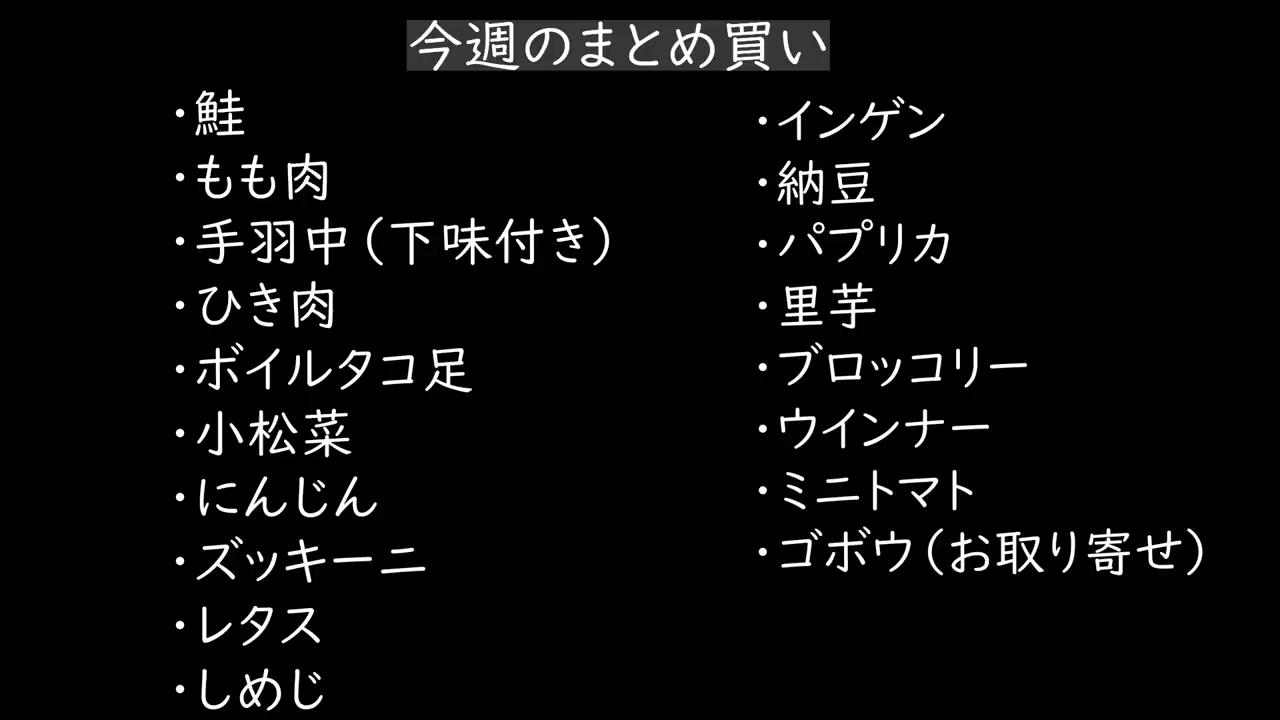 今週のまとめ買い
・鮭
・もも肉
・手羽中（下味付き）
・ひき肉
・ボイルタコ足
・小松菜
・にんじん
・ズッキーニ
・レタス
・しめじ
・インゲン
・納豆
・パプリカ
・里芋
・ブロッコリー
・ウインナー
・ミニトマト
・ゴボウ（お取り寄せ）